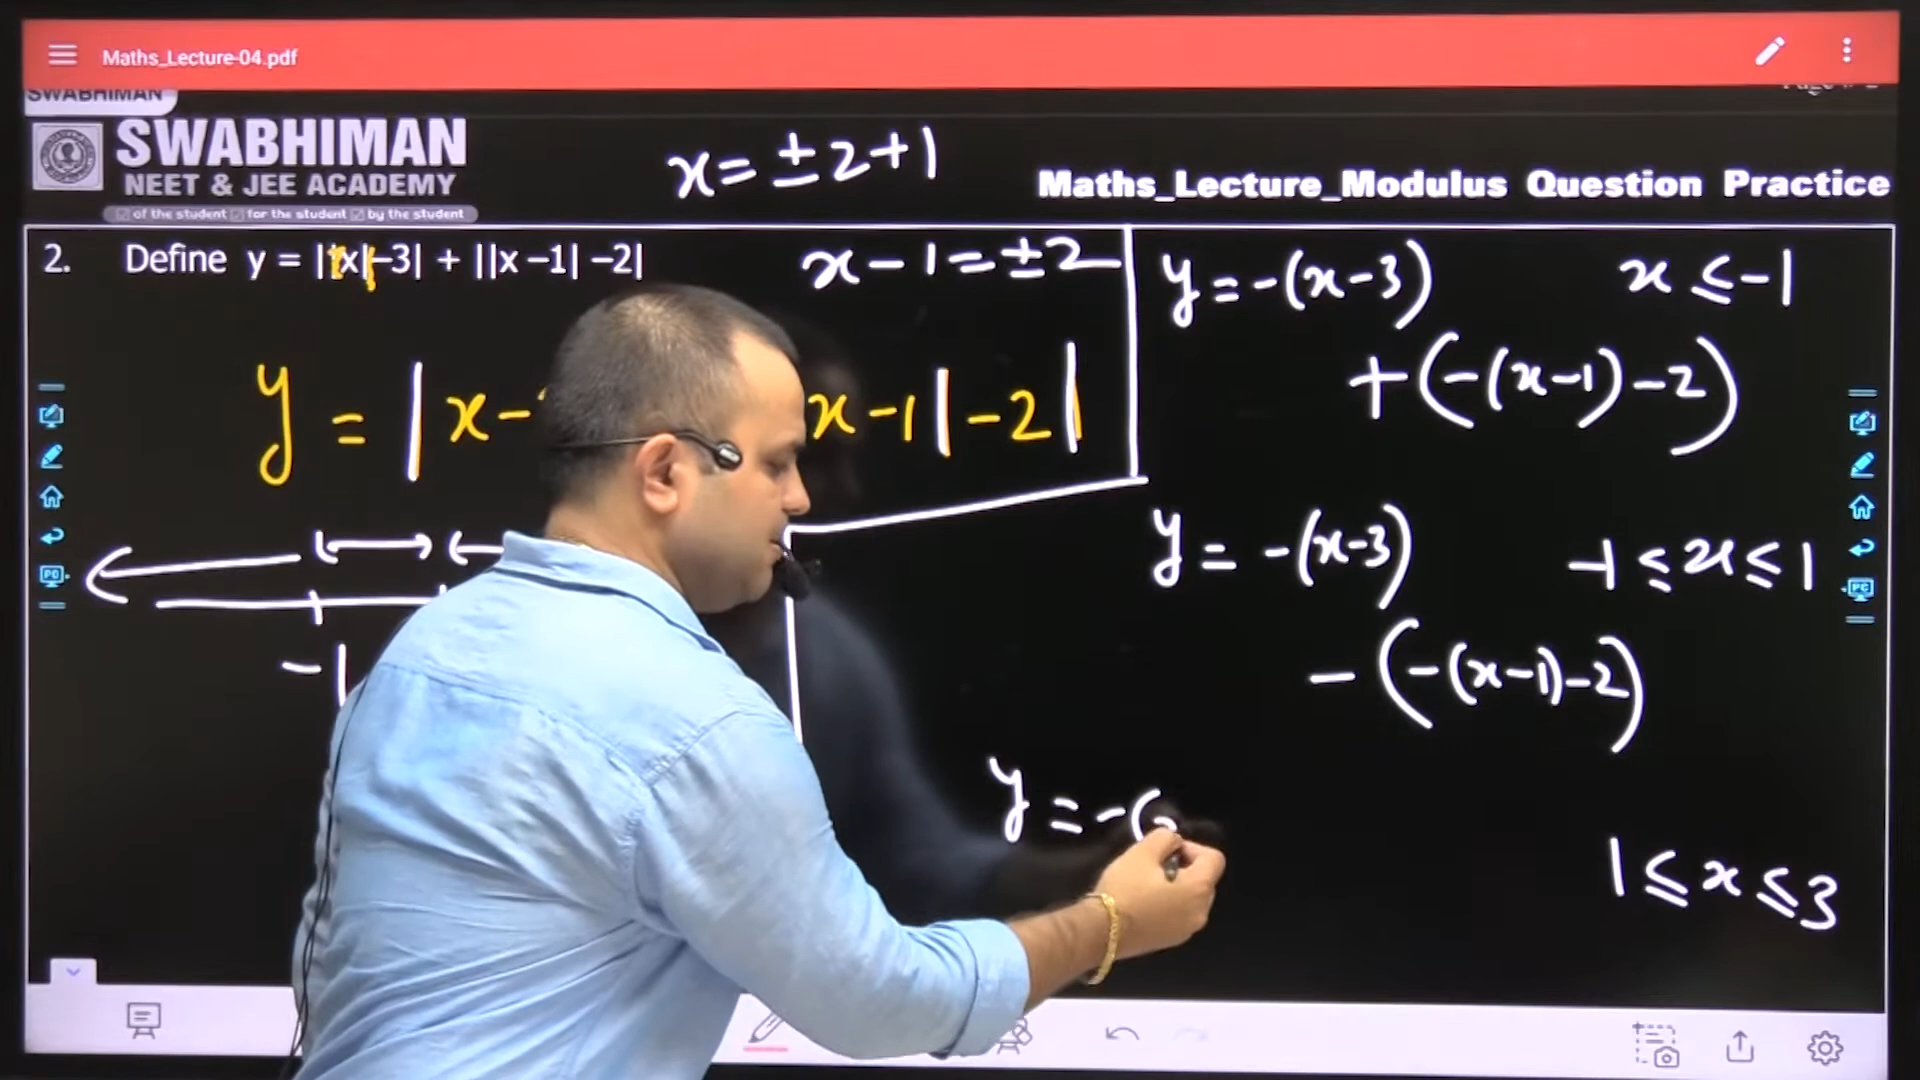 Maths_Lecture-04.pdf
SWABHIMAN
SWABHIMAN
NEET & JEE ACADEMY
of the student for the student by the student
x = ±2+1
Maths_Lecture_Modulus Question Practice
2. Define y = ||x|-3| + ||x-1|-2|
x-1=±2
y = |x-
x-1|-2|
-1
y = -(x-3) x ≤ -1
+(-(x-1)-2)
y = -(x-3) -1 ≤ x ≤ 1
-(-(x-1)-2)
y = -(
1 ≤ x ≤ 3